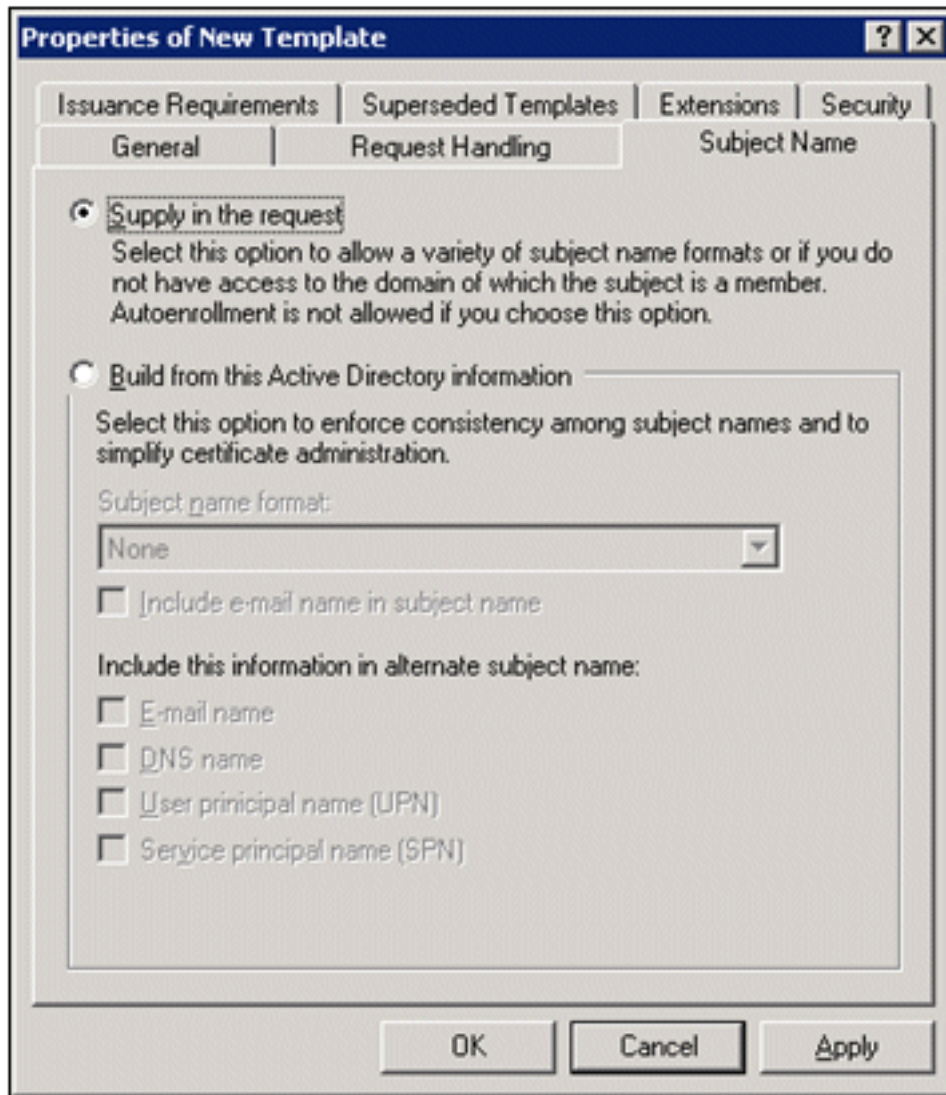 Properties of New Template
Issuance Requirements
Superseded Templates
Extensions
Security
General
Request Handling
Subject Name
Supply in the request
Select this option to allow a variety of subject name formats or if you do
not have access to the domain of which the subject is a member.
Autoenrollment is not allowed if you choose this option.
Build from this Active Directory information
Select this option to enforce consistency among subject names and to
simplify certificate administration.
Subject name format:
None
Include e-mail name in subject name
Include this information in alternate subject name:
E-mail name
DNS name
User prinicipal name (UPN)
Service principal name (SPN)
OK
Cancel
Apply